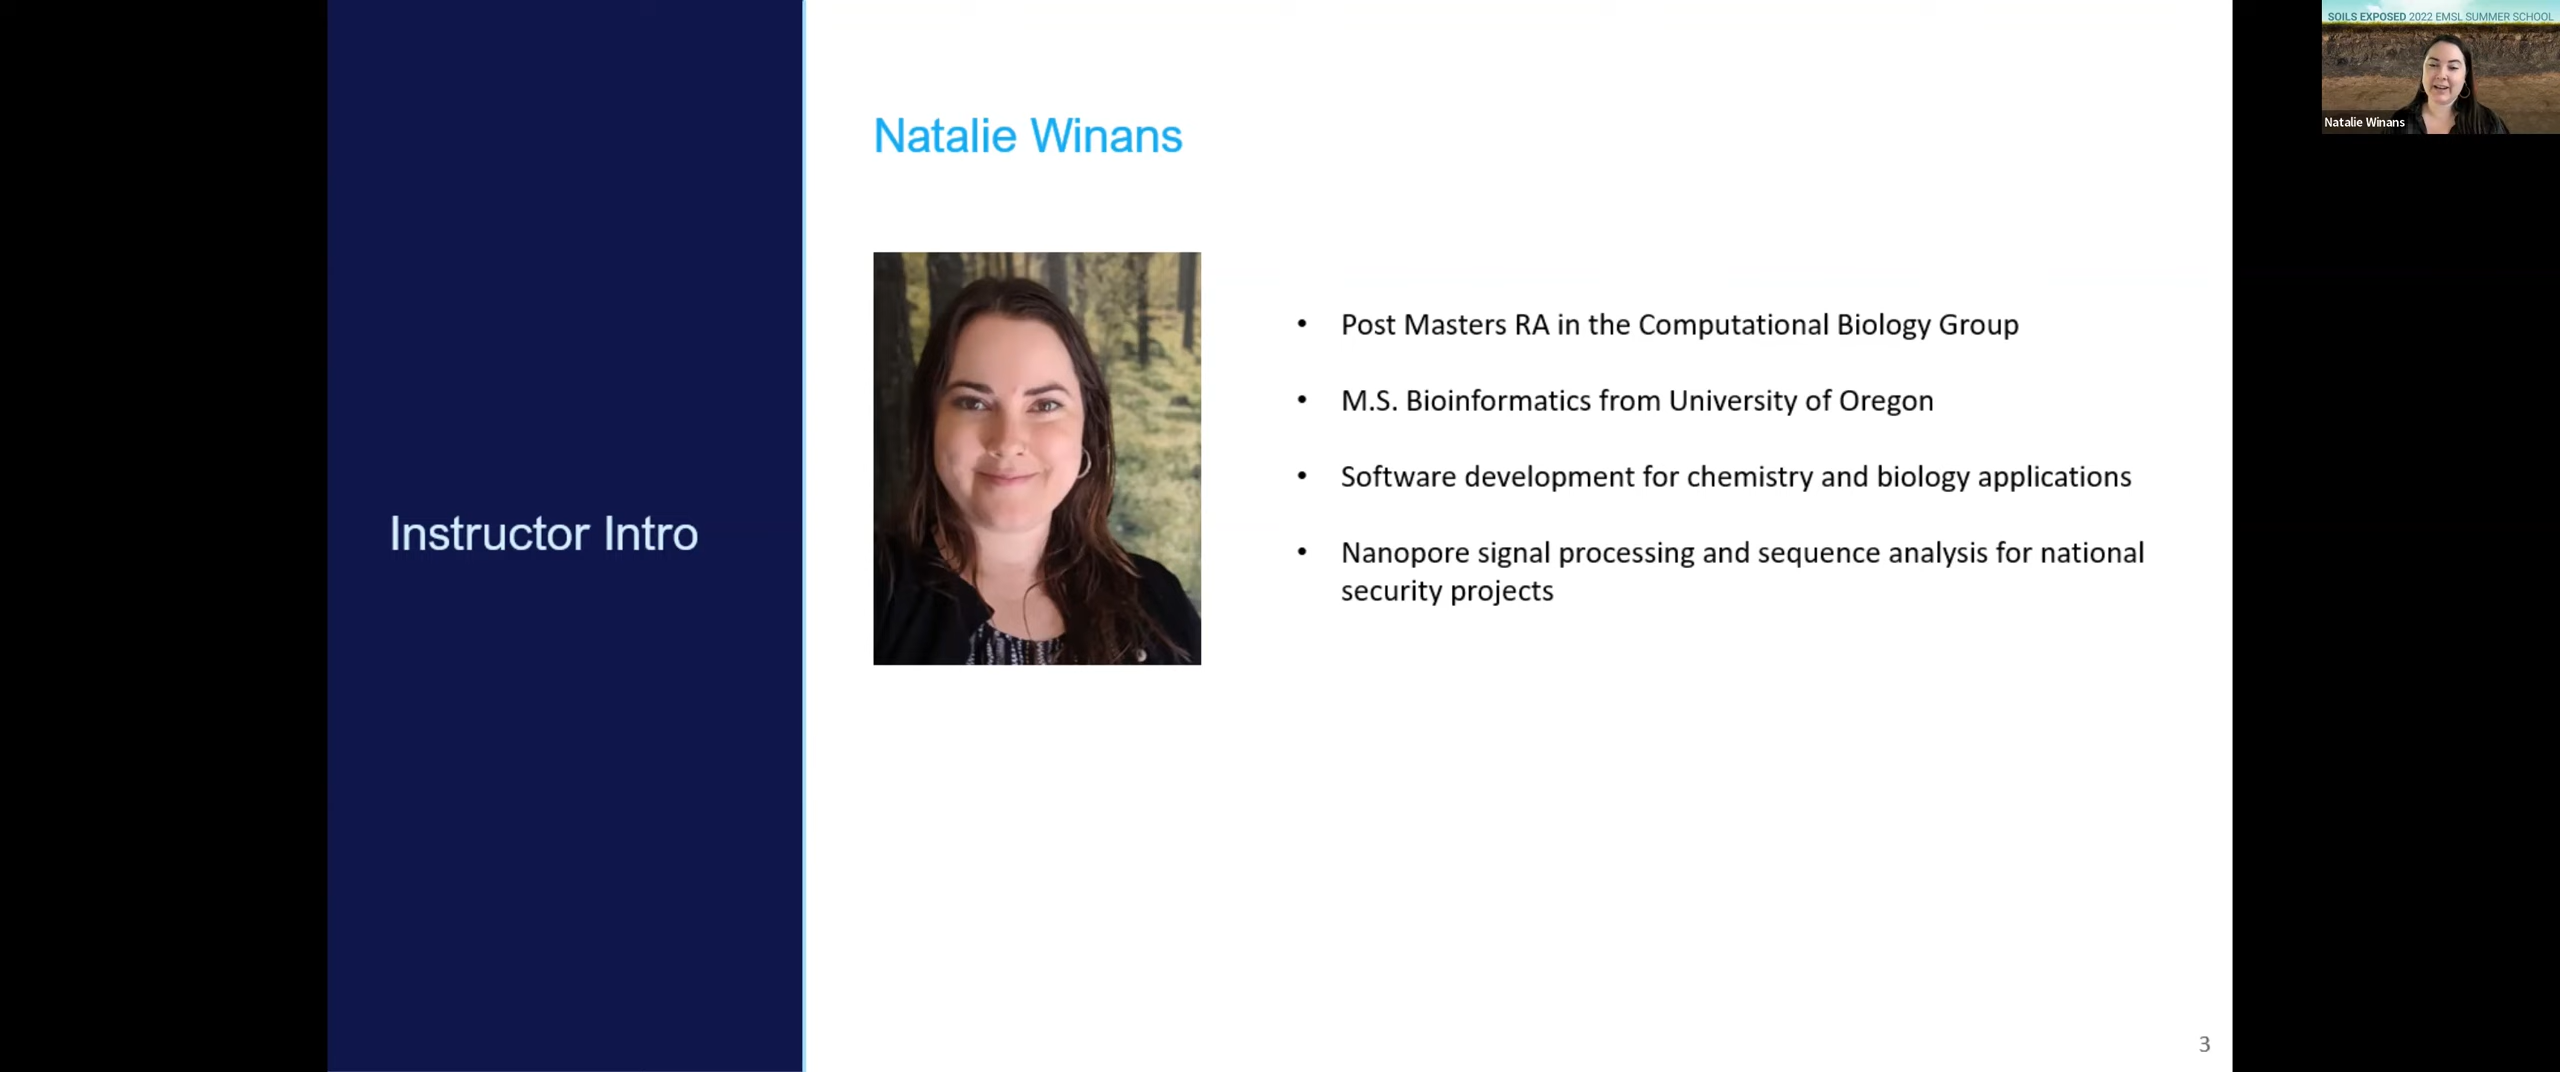 SOILS EXPOSED 2022 EMSL SUMMER SCHOOL
Natalie Winans
Natalie Winans
Instructor Intro
• Post Masters RA in the Computational Biology Group
• M.S. Bioinformatics from University of Oregon
• Software development for chemistry and biology applications
• Nanopore signal processing and sequence analysis for national
security projects
3